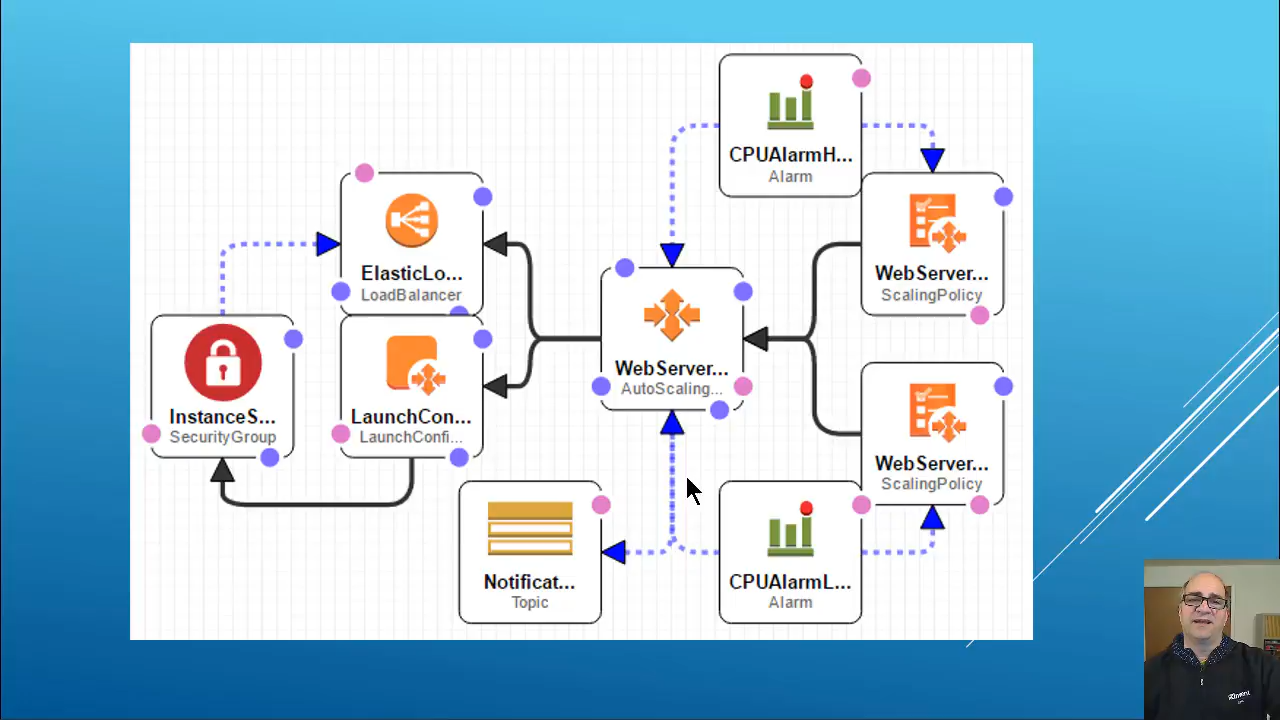 CPUAlarmH...
Alarm
ElasticLo...
LoadBalancer
WebServer...
ScalingPolicy
InstanceS...
SecurityGroup
LaunchCon...
LaunchConfi...
WebServer...
AutoScaling...
WebServer...
ScalingPolicy
Notificat...
Topic
CPUAlarmL...
Alarm